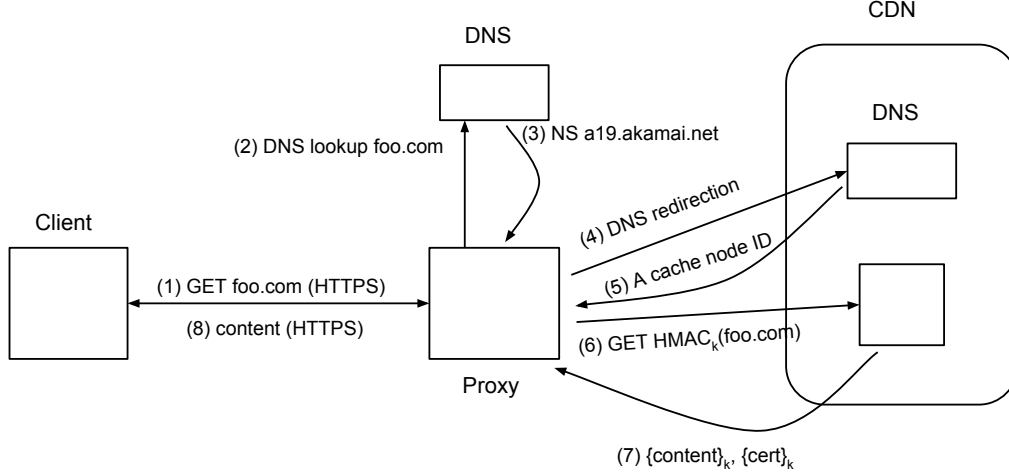 CDN
DNS
(2) DNS lookup foo.com
(3) NS a19.akamai.net
DNS
(4) DNS redirection
(5) A cache node ID
Client
(1) GET foo.com (HTTPS)
(8) content (HTTPS)
(6) GET HMACk(foo.com)
Proxy
(7) {content}k, {cert}k